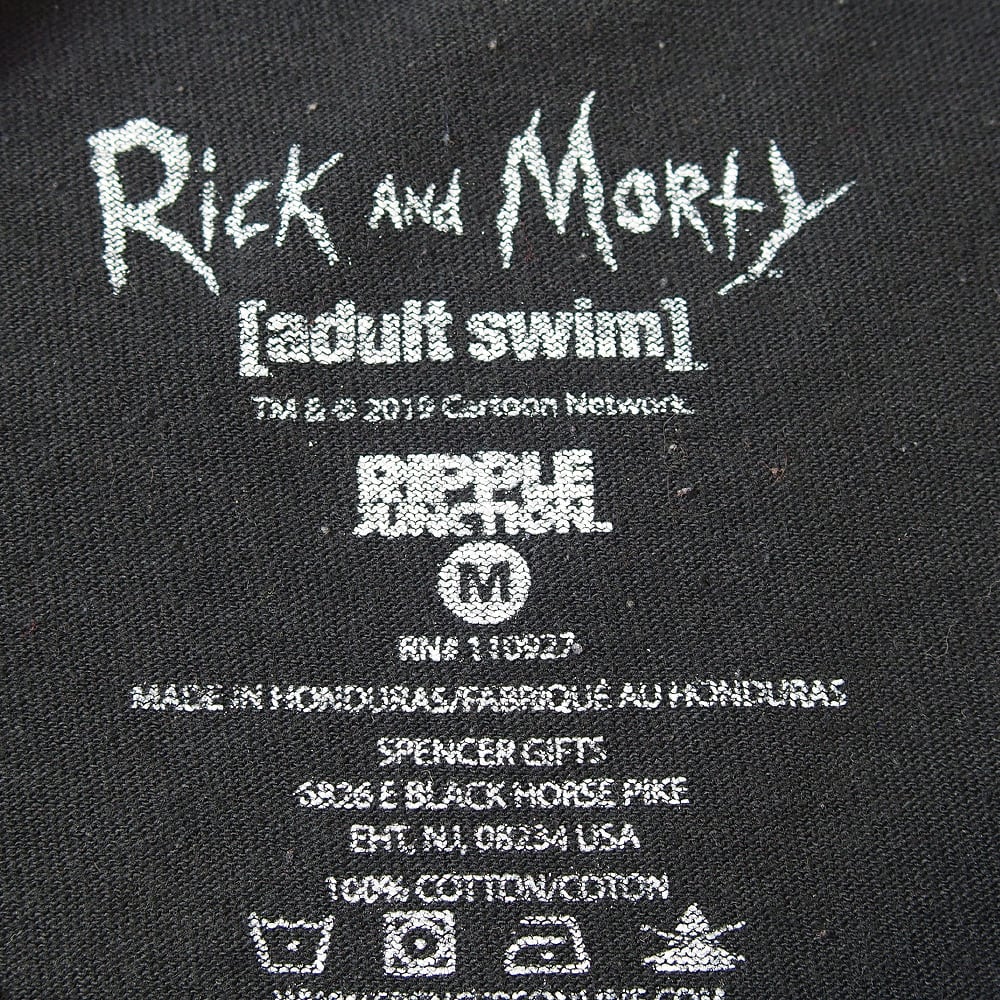 Rick and Morty
[adult swim]
TM & © 2019 Cartoon Network.
RIPPLE
JUNCTION.
M
RN# 110927
MADE IN HONDURAS/FABRIQUÉ AU HONDURAS
SPENCER GIFTS
6826 E BLACK HORSE PIKE
EHT, NJ, 08234 USA
100% COTTON/COTON